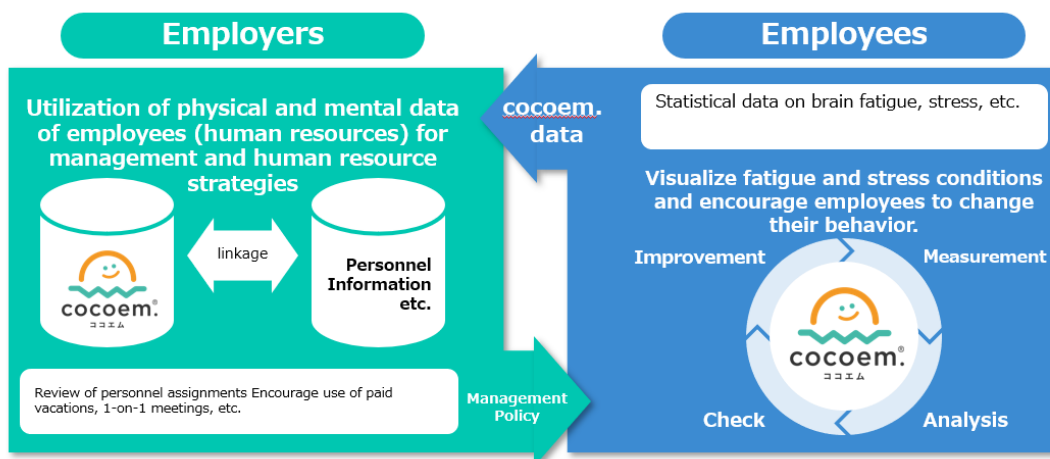 Employers
Utilization of physical and mental data
of employees (human resources) for
management and human resource
strategies
cocoem.®
ココエム
linkage
Personnel
Information
etc.
Review of personnel assignments Encourage use of paid
vacations, 1-on-1 meetings, etc.
cocoem.
data
Management
Policy
Employees
Statistical data on brain fatigue, stress, etc.
Visualize fatigue and stress conditions
and encourage employees to change
their behavior.
Improvement
Measurement
cocoem.®
ココエム
Check
Analysis